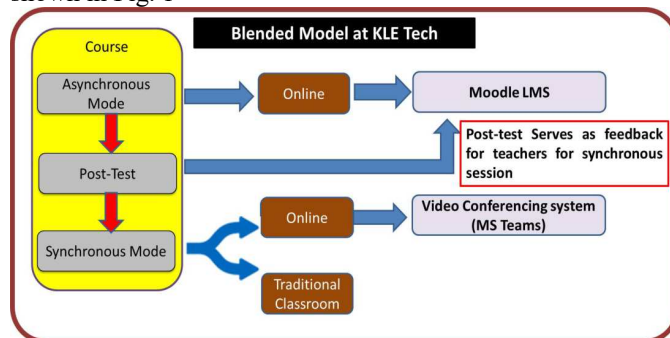 Blended Model at KLE Tech
Course
Asynchronous
Mode
Online
Moodle LMS
Post-test Serves as feedback
for teachers for synchronous
session
Post-Test
Online
Video Conferencing system
(MS Teams)
Synchronous Mode
Traditional
Classroom